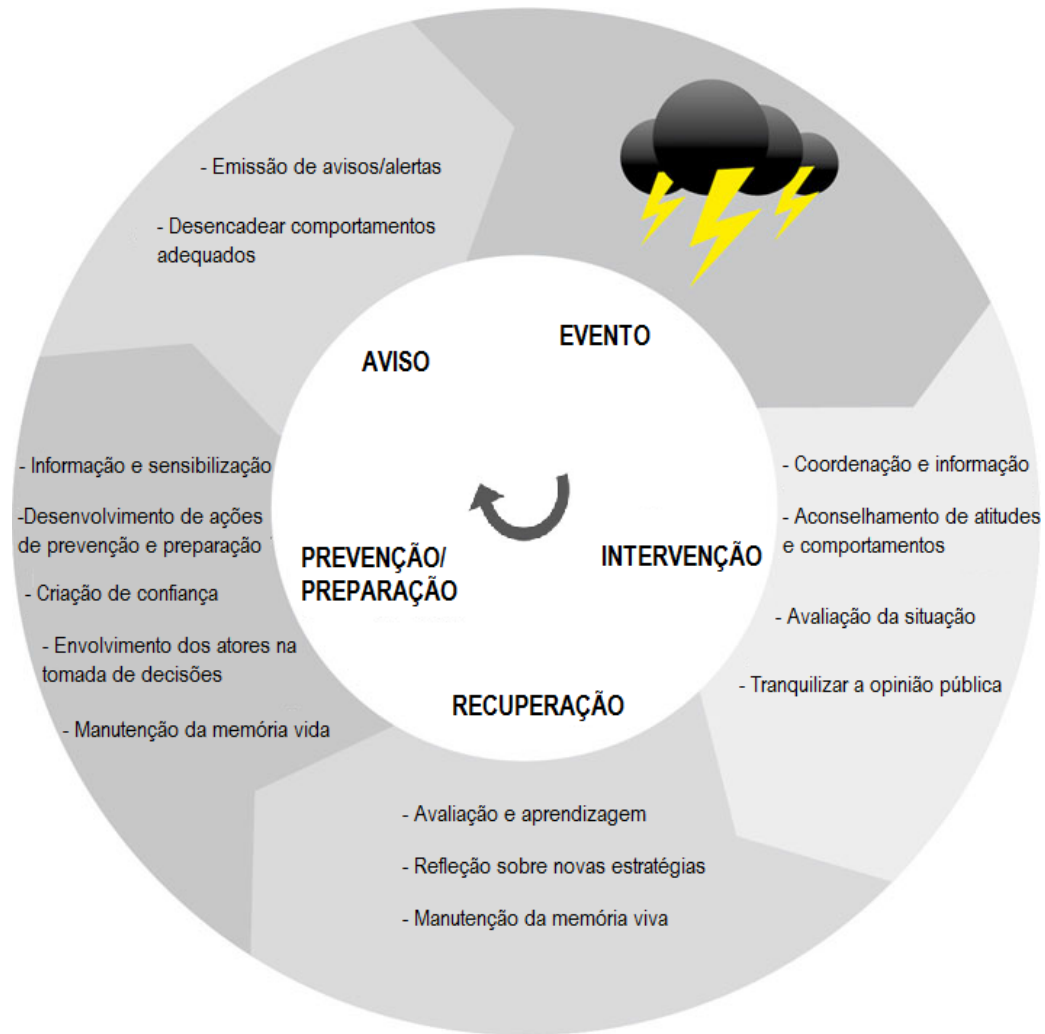 - Emissão de avisos/alertas
- Desencadear comportamentos
adequados
EVENTO
AVISO
- Informação e sensibilização
-Desenvolvimento de ações
de prevenção e preparação
- Criação de confiança
- Envolvimento dos atores na
tomada de decisões
- Manutenção da memória vida
PREVENÇÃO/
PREPARAÇÃO
INTERVENÇÃO
- Coordenação e informação
- Aconselhamento de atitudes
e comportamentos
- Avaliação da situação
- Tranquilizar a opinião pública
RECUPERAÇÃO
- Avaliação e aprendizagem
- Refleção sobre novas estratégias
- Manutenção da memória viva